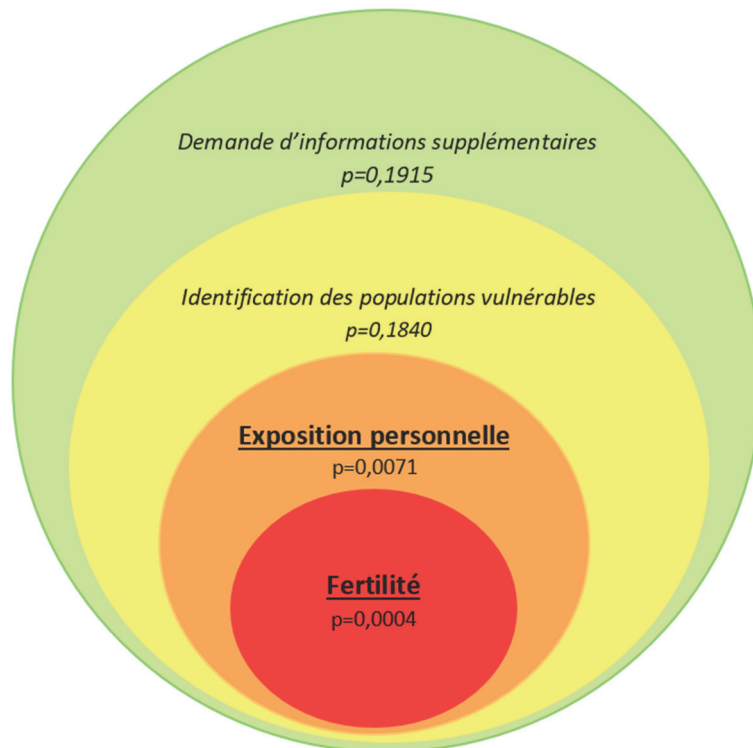 Demande d’informations supplémentaires
p=0,1915
Identification des populations vulnérables
p=0,1840
Exposition personnelle
p=0,0071
Fertilité
p=0,0004